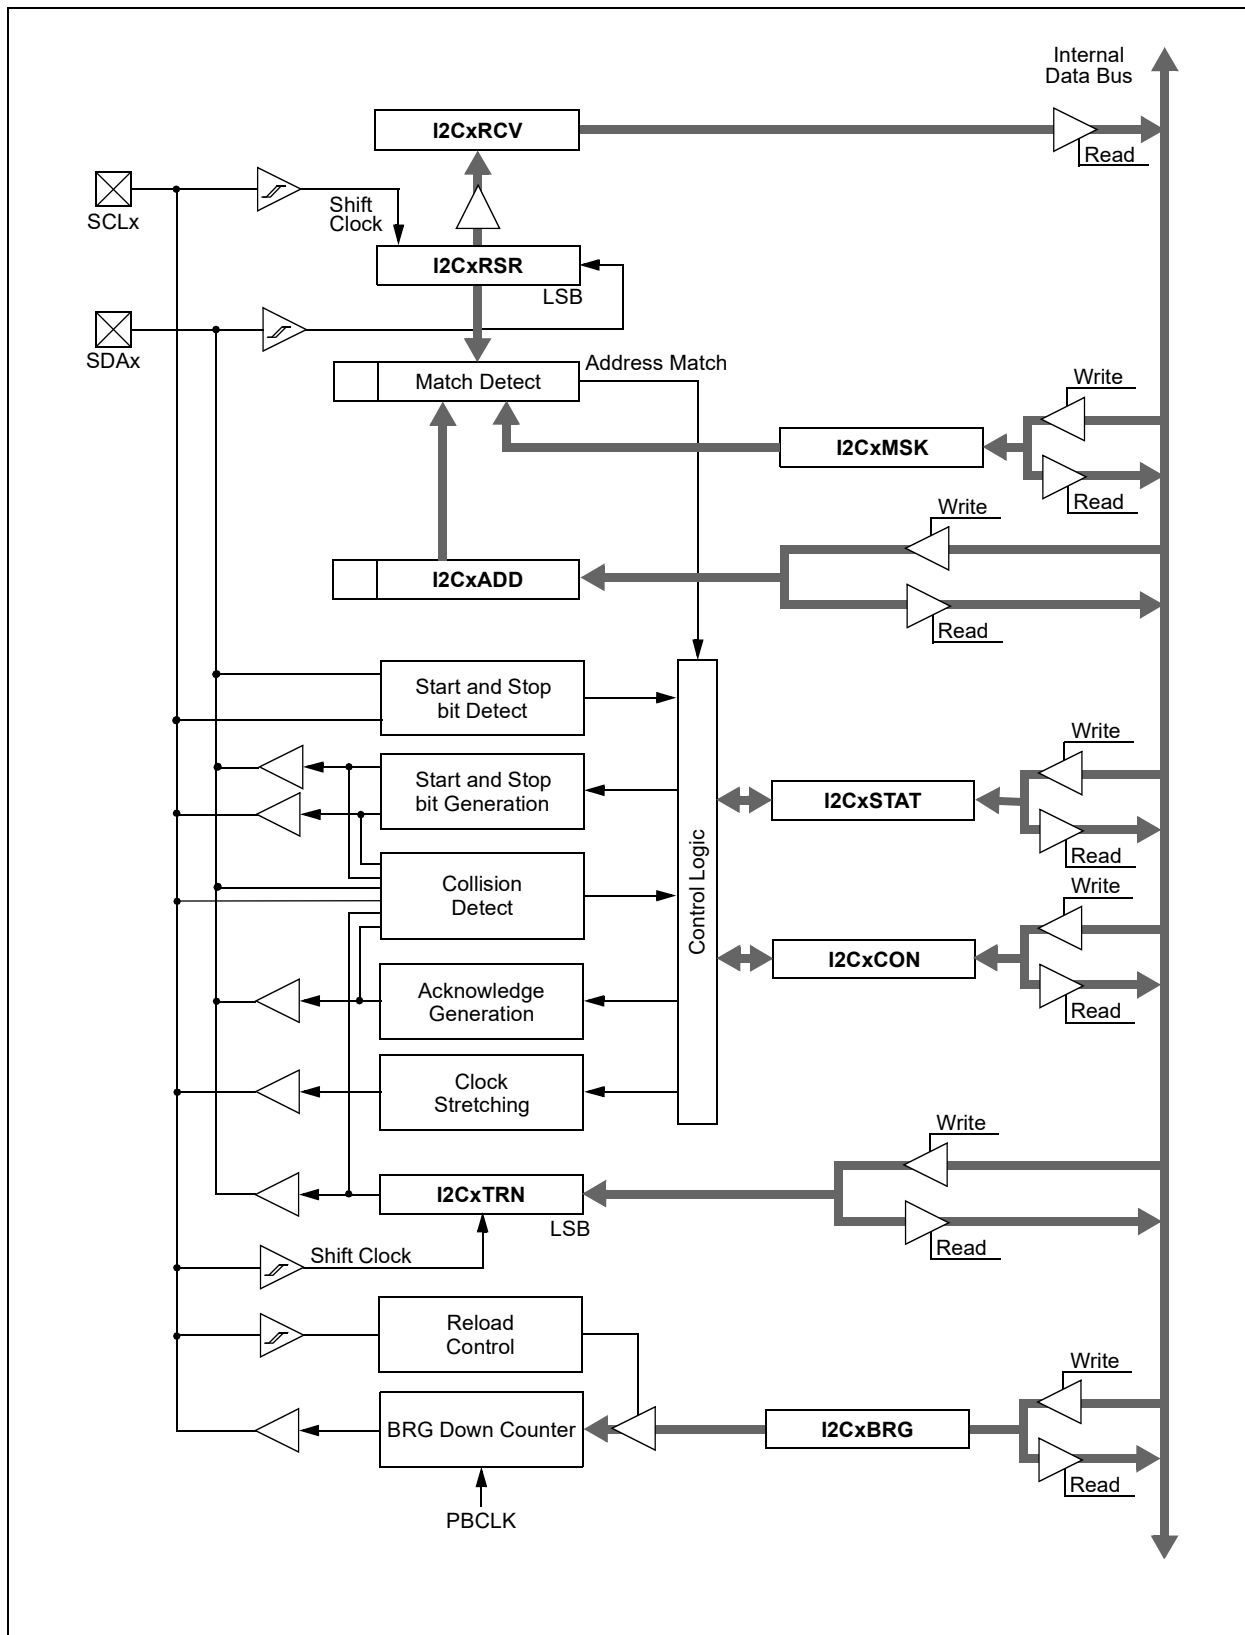 Internal
Data Bus
I2CxRCV
Read
SCLx
Shift
Clock
I2CxRSR
LSB
SDAx
Address Match
Match Detect
Write
I2CxMSK
Read
Write
I2CxADD
Read
Start and Stop
bit Detect
Write
Start and Stop
bit Generation
I2CxSTAT
Read
Control Logic
Collision
Detect
Write
I2CxCON
Read
Acknowledge
Generation
Clock
Stretching
Write
I2CxTRN
LSB
Read
Shift Clock
Reload
Control
Write
BRG Down Counter
I2CxBRG
Read
PBCLK